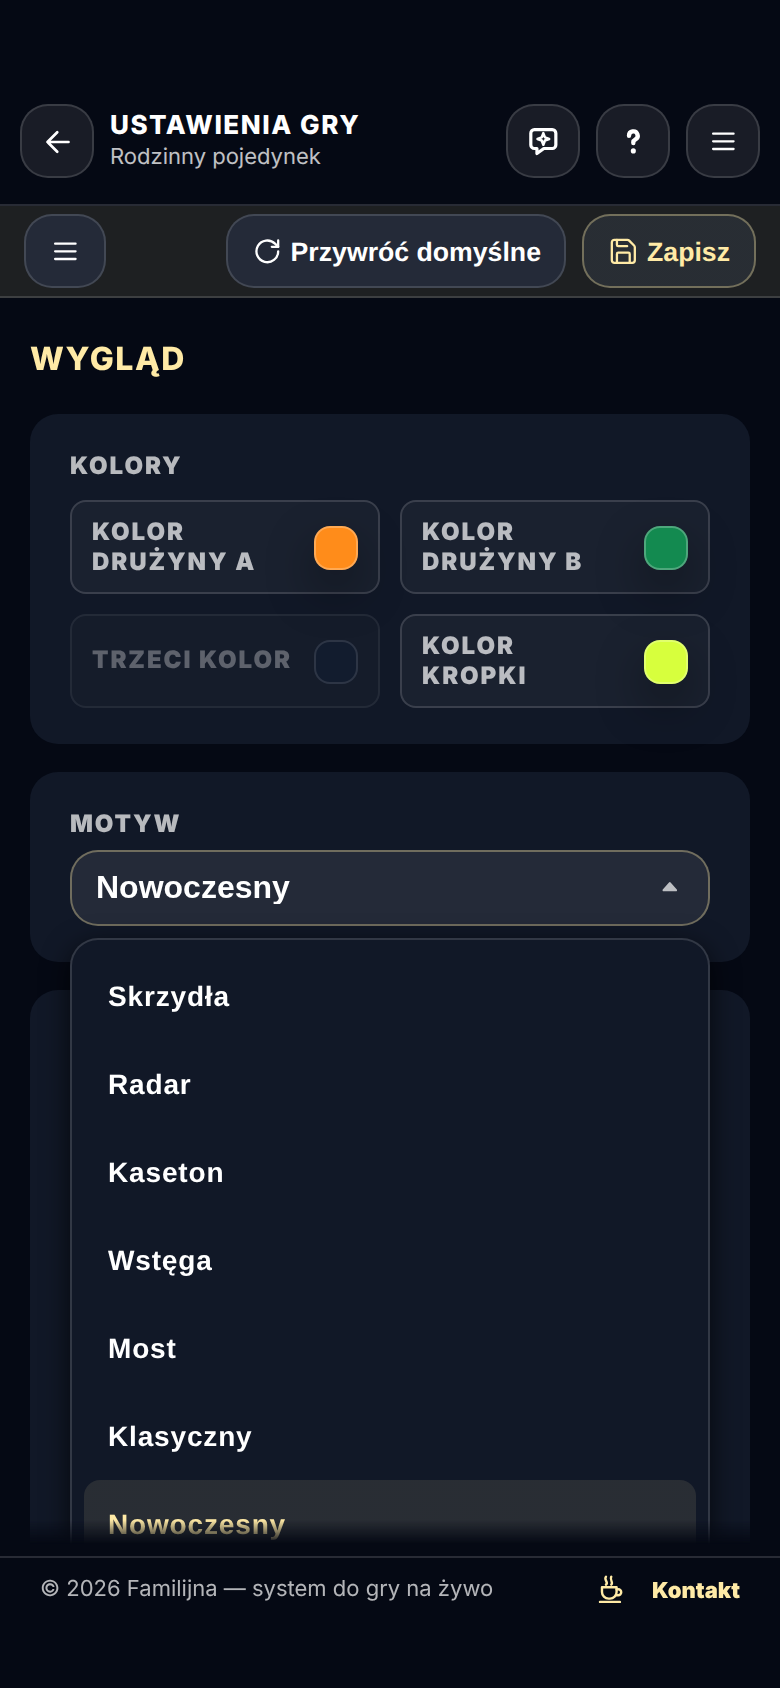 USTAWIENIA GRY
Rodzinny pojedynek
Przywróć domyślne
Zapisz
WYGLĄD
KOLORY
KOLOR
DRUŻYNY A
KOLOR
DRUŻYNY B
TRZECI KOLOR
KOLOR
KROPKI
MOTYW
Nowoczesny
Skrzydła
Radar
Kaseton
Wstęga
Most
Klasyczny
Nowoczesny
© 2026 Familijna — system do gry na żywo
Kontakt